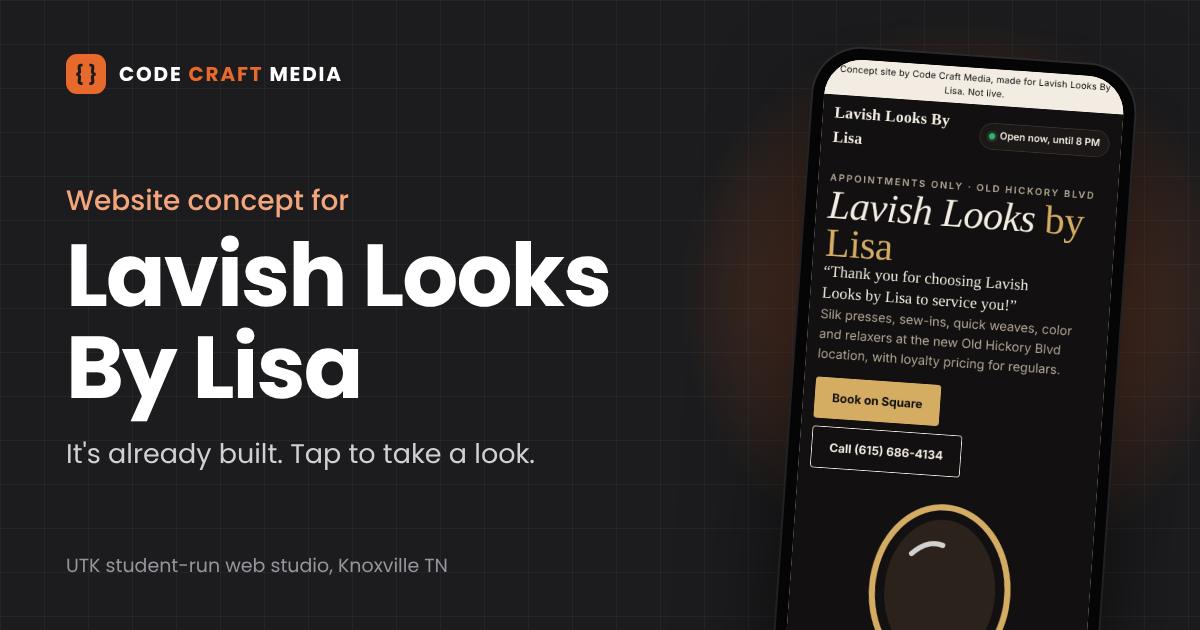 { } CODE CRAFT MEDIA
Website concept for
Lavish Looks
By Lisa
It's already built. Tap to take a look.
UTK student-run web studio, Knoxville TN
Concept site by Code Craft Media, made for Lavish Looks By
Lisa. Not live.
Lavish Looks By
Lisa
Open now, until 8 PM
APPOINTMENTS ONLY · OLD HICKORY BLVD
Lavish Looks by
Lisa
“Thank you for choosing Lavish
Looks by Lisa to service you!”
Silk presses, sew-ins, quick weaves, color
and relaxers at the new Old Hickory Blvd
location, with loyalty pricing for regulars.
Book on Square
Call (615) 686-4134